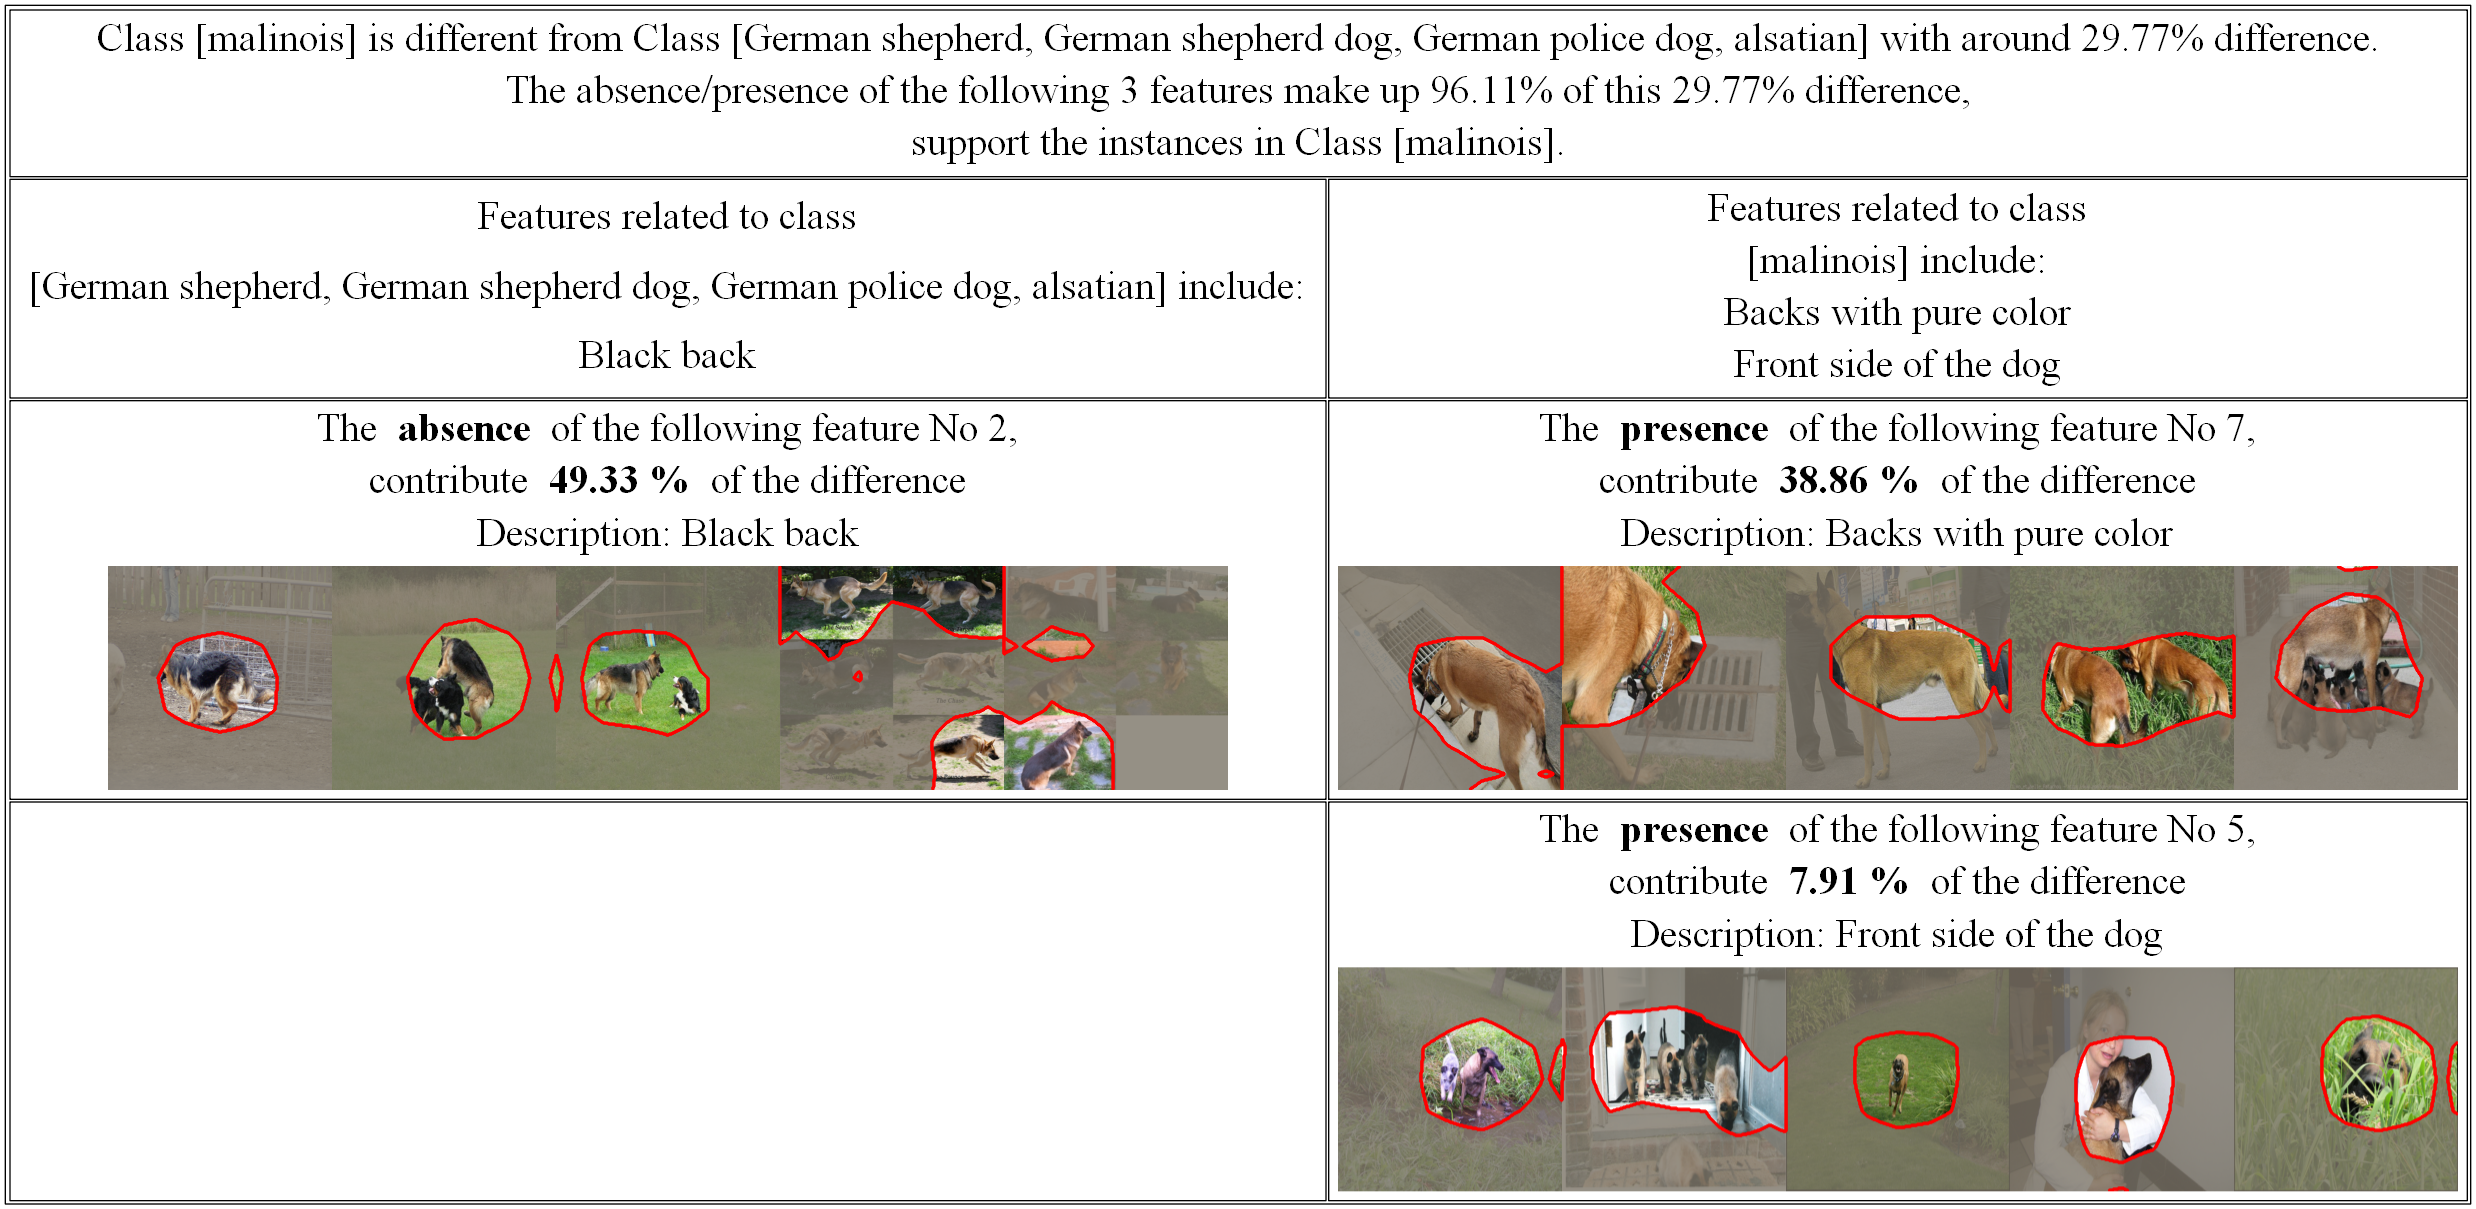 Class [malinois] is different from Class [German shepherd, German shepherd dog, German police dog, alsatian] with around 29.77% difference.
The absence/presence of the following 3 features make up 96.11% of this 29.77% difference,
support the instances in Class [malinois].
Features related to class
[German shepherd, German shepherd dog, German police dog, alsatian] include:
Black back
Features related to class
[malinois] include:
Backs with pure color
Front side of the dog
The absence of the following feature No 2,
contribute 49.33 % of the difference
Description: Black back
The presence of the following feature No 7,
contribute 38.86 % of the difference
Description: Backs with pure color
The presence of the following feature No 5,
contribute 7.91 % of the difference
Description: Front side of the dog